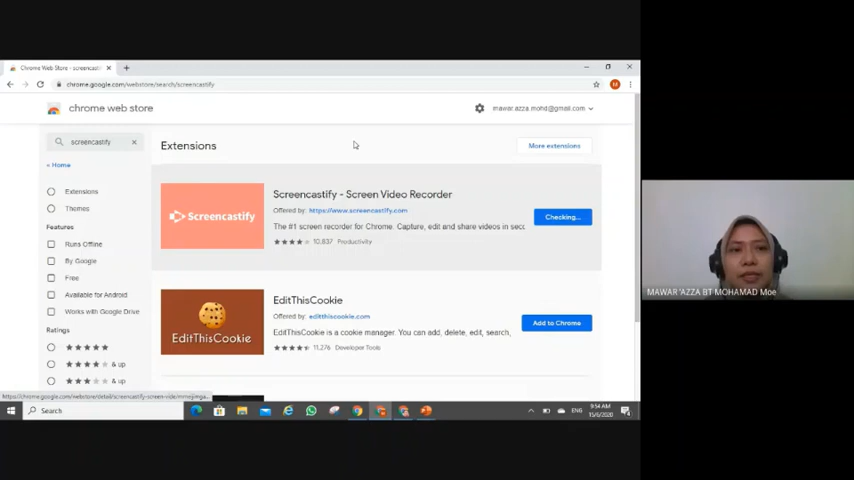 Chrome Web Store - screencastif
chrome.google.com/webstore/search/screencastify
M
chrome web store
mawar.azza.mohd@gmail.com
screencastify
Extensions
More extensions
« Home
Extensions
Themes
Features
Runs Offline
By Google
Free
Available for Android
Works with Google Drive
Ratings
& up
& up
Screencastify
Screencastify - Screen Video Recorder
Offered by: https://www.screencastify.com
The #1 screen recorder for Chrome. Capture, edit and share videos in seco
10,837 Productivity
Checking...
EditThisCookie
EditThisCookie
Offered by: editthiscookie.com
EditThisCookie is a cookie manager. You can add, delete, edit, search,
11,276 Developer Tools
Add to Chrome
MAWAR 'AZZA BT MOHAMAD Moe
Search
ENG
9:54 AM
15/6/2020